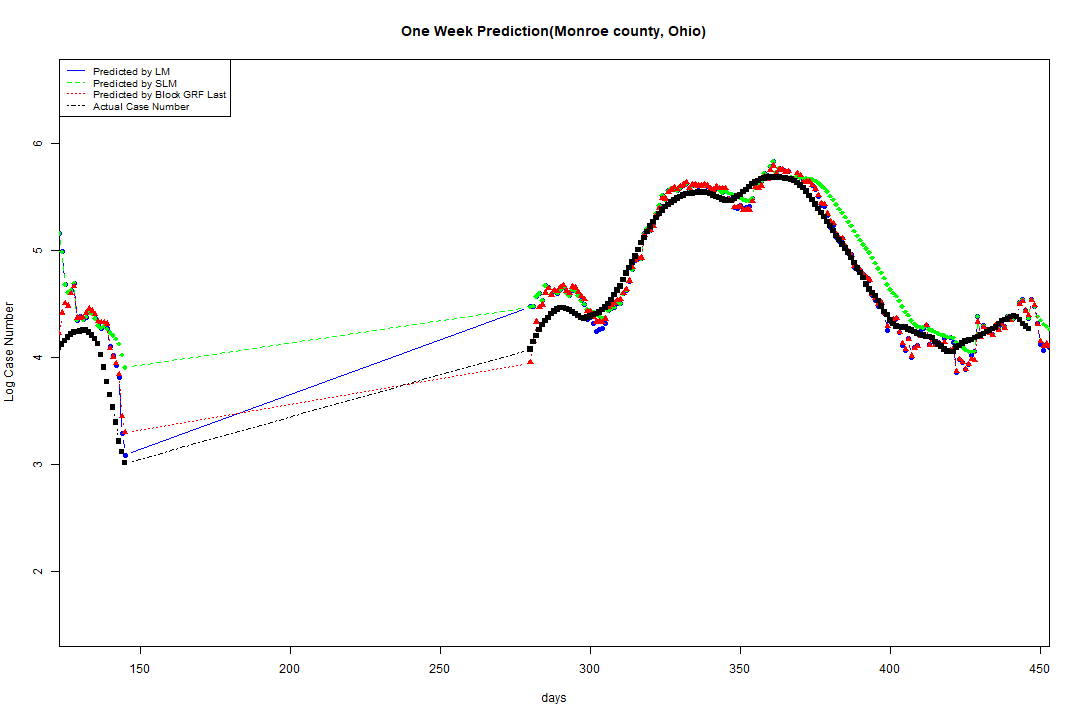 One Week Prediction(Monroe county, Ohio)
Predicted by LM
Predicted by SLM
Predicted by Block GRF Last
Actual Case Number
6
5
4
3
2
Log Case Number
150 200 250 300 350 400 450
days